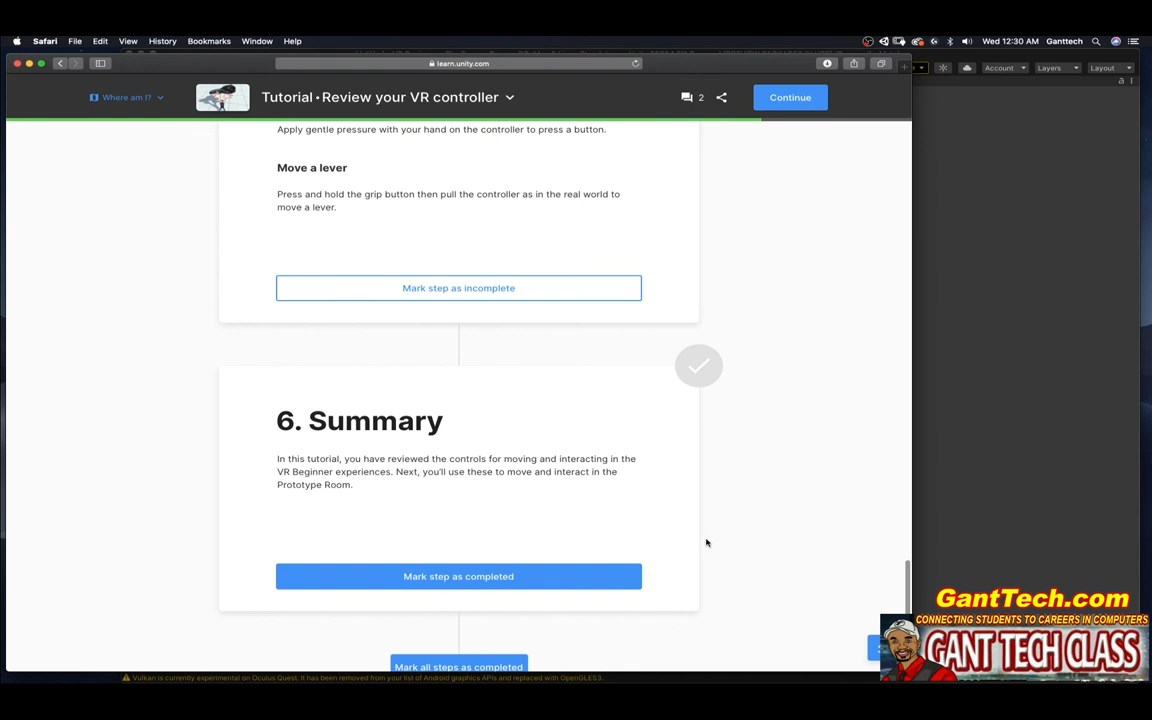 Safari File Edit View History Bookmarks Window Help Wed 12:30 AM Ganttech
learn.unity.com
Account Layers Layout
Where am I? Tutorial • Review your VR controller 2 Continue
Apply gentle pressure with your hand on the controller to press a button.
Move a lever
Press and hold the grip button then pull the controller as in the real world to
move a lever.
Mark step as incomplete
6. Summary
In this tutorial, you have reviewed the controls for moving and interacting in the
VR Beginner experiences. Next, you'll use these to move and interact in the
Prototype Room.
Mark step as completed
GantTech.com
CONNECTING STUDENTS TO CAREERS IN COMPUTERS
GANT TECH CLASS
Mark all steps as completed
Vulkan is currently experimental on Oculus Quest. It has been removed from your list of Android graphics APIs and replaced with OpenGLES3.